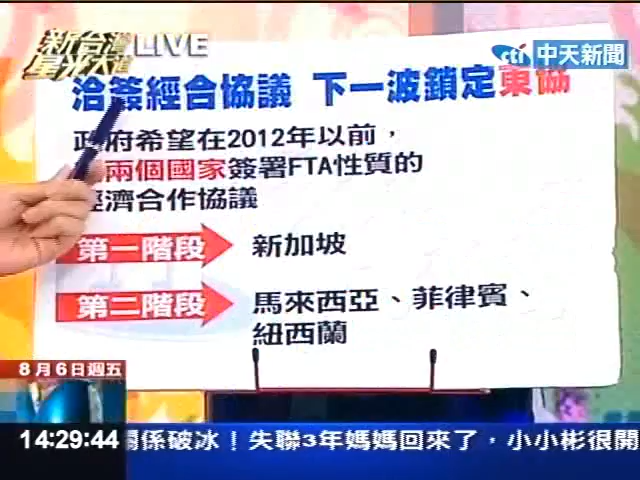 新台灣
星光大道
LIVE
cti 中天新聞
洽簽經合協議 下一波鎖定東協
政府希望在2012年以前，
兩個國家簽署FTA性質的
經濟合作協議
第一階段 新加坡
第二階段 馬來西亞、菲律賓、
紐西蘭
8月6日週五
14:29:44 關係破冰！失聯3年媽媽回來了，小小彬很開